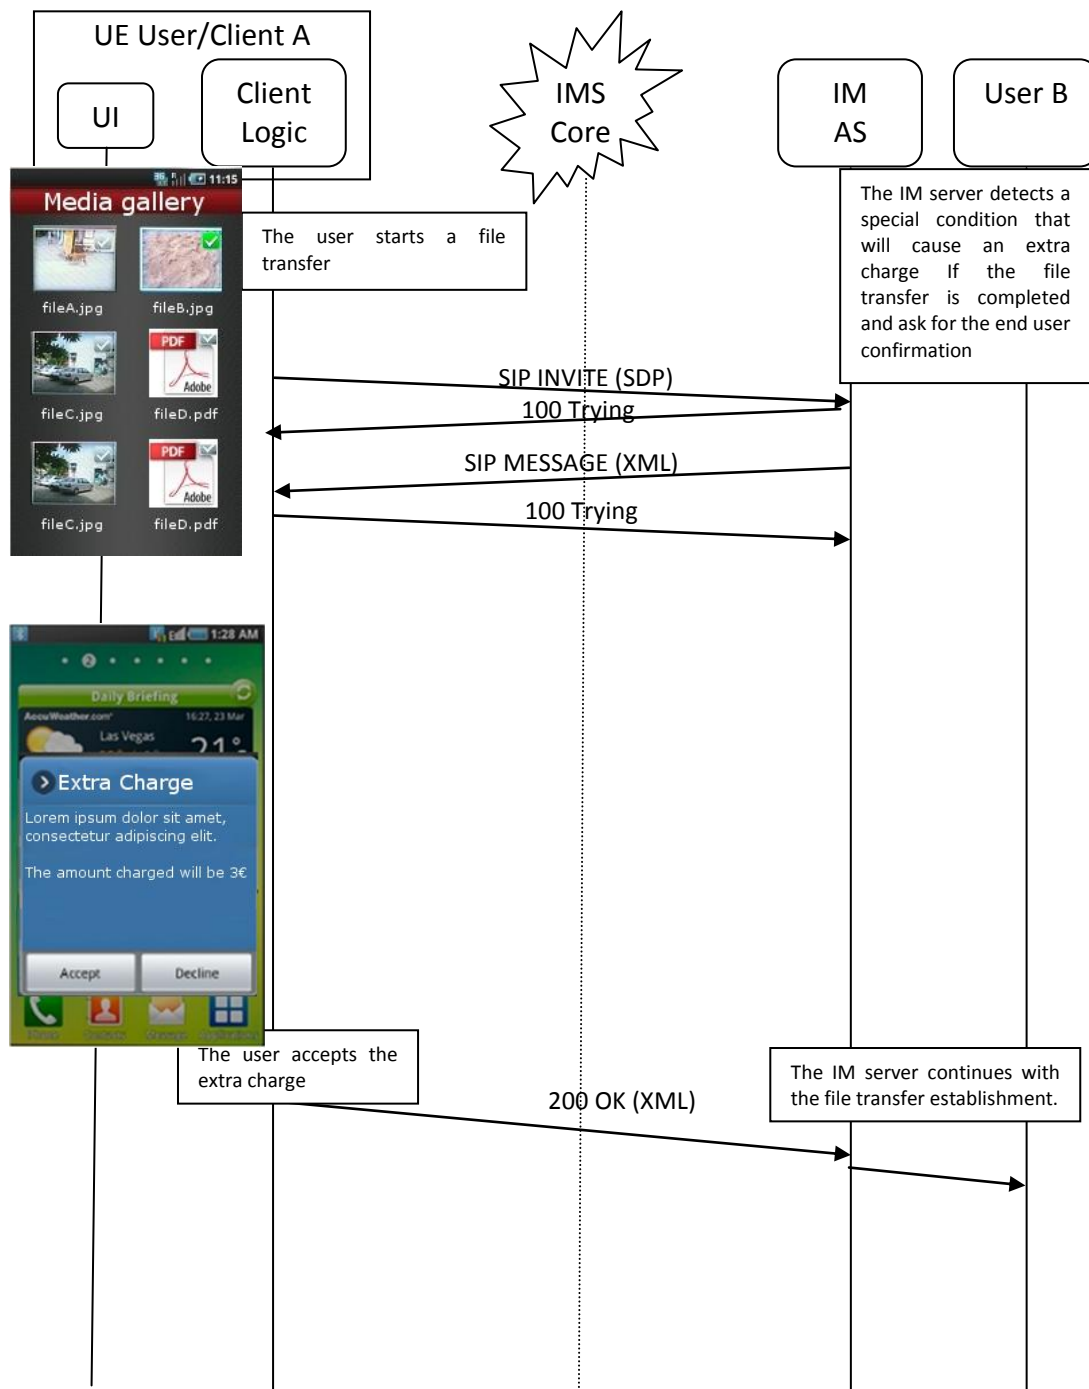 UE User/Client A
UI
Client
Logic
IMS
Core
IM
AS
User B
11:15
Media gallery
fileA.jpg
fileB.jpg
PDF
Adobe
fileC.jpg
fileD.pdf
PDF
Adobe
fileC.jpg
fileD.pdf
The user starts a file
transfer
The IM server detects a
special condition that
will cause an extra
charge If the file
transfer is completed
and ask for the end user
confirmation
SIP INVITE (SDP)
100 Trying
SIP MESSAGE (XML)
100 Trying
1:28 AM
2
Daily Briefing
AccuWeather.com
16:27, 23 Mar
Las Vegas
21°
Extra Charge
Lorem ipsum dolor sit amet,
consectetur adipiscing elit.
The amount charged will be 3€
Accept
Decline
The user accepts the
extra charge
200 OK (XML)
The IM server continues with
the file transfer establishment.